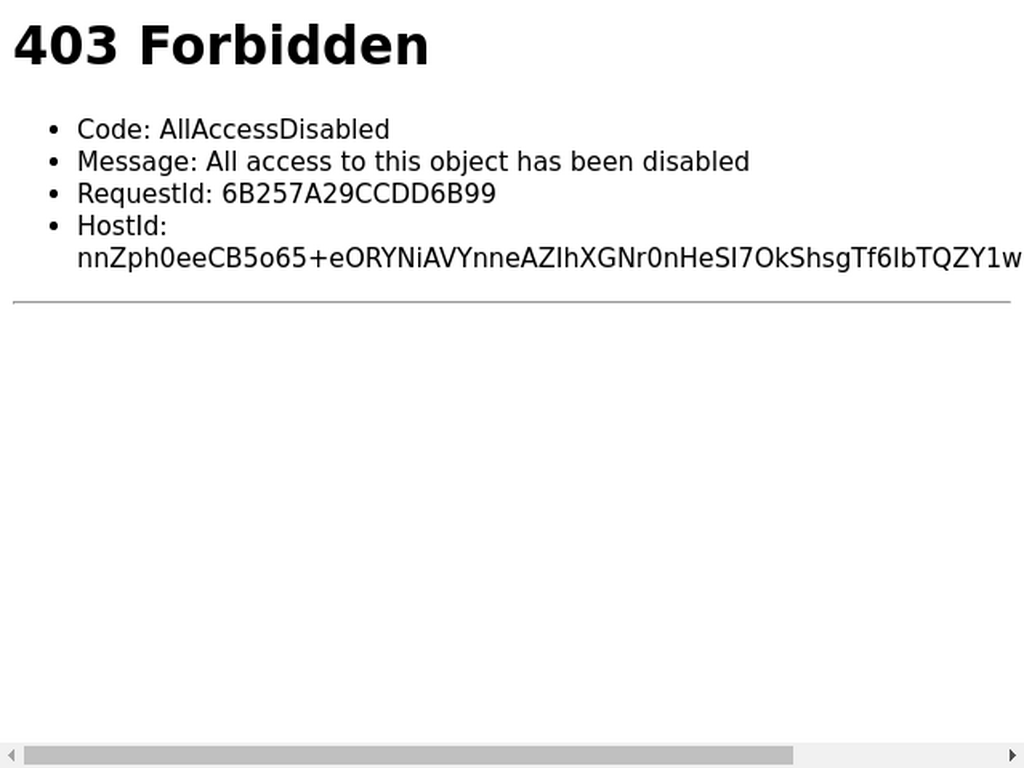 403 Forbidden
Code: AllAccessDisabled
Message: All access to this object has been disabled
RequestId: 6B257A29CCDD6B99
HostId:
nnZph0eeCB5o65+eORYNiAVYnneAZIhXGNr0nHeSI7OkShsgTf6IbTQZY1w